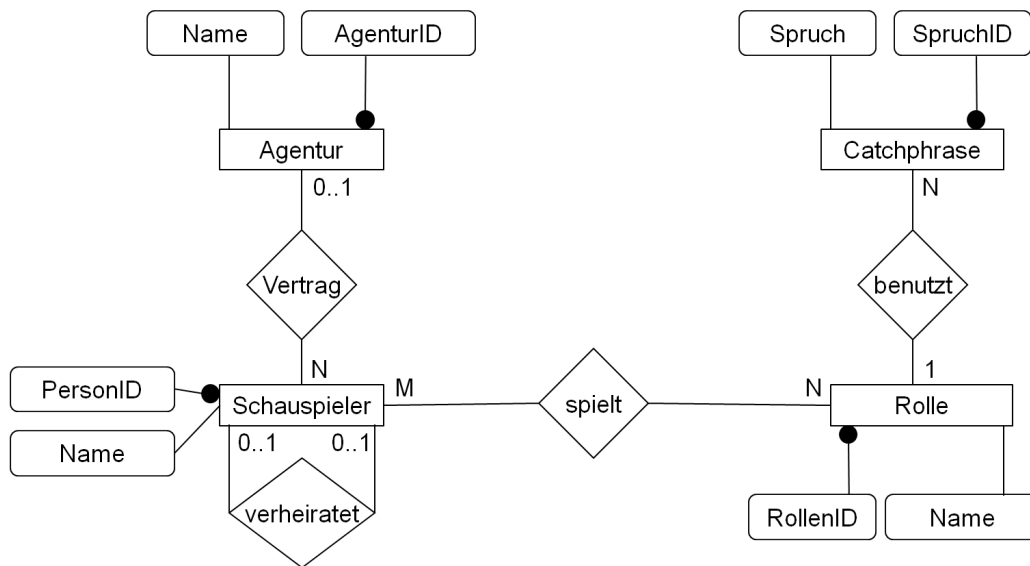 Name
AgenturID
Spruch
SpruchID
Agentur
Catchphrase
0..1
N
Vertrag
benutzt
N
1
PersonID
Schauspieler
M
spielt
N
Rolle
Name
0..1
0..1
verheiratet
RollenID
Name